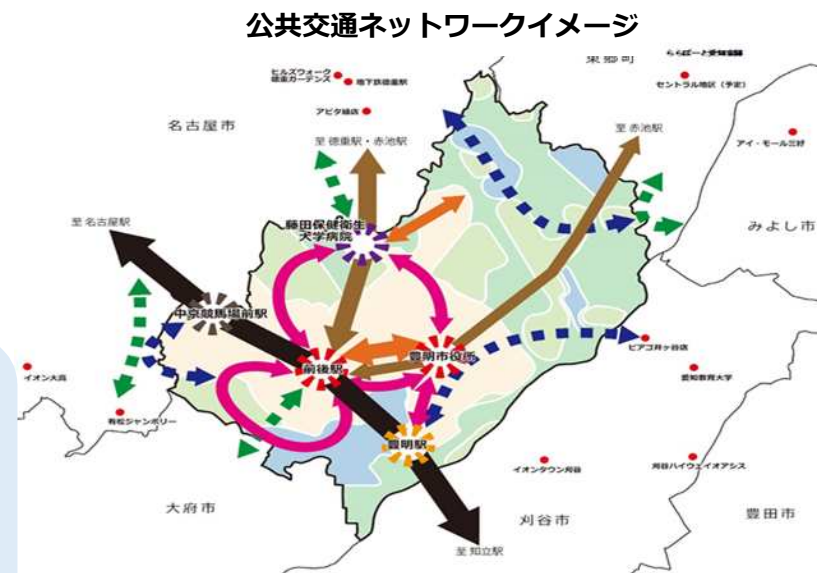 公共交通ネットワークイメージ
ららぽーと愛知東郷
東郷町
ヒルズウォーク
徳重ガーデンズ
地下鉄徳重駅
セントラル地区（予定）
アピタ緑店
名古屋市
至 徳重駅・赤池駅
至 赤池駅
アイ・モール三好
至 名古屋駅
藤田保健衛生
大学病院
みよし市
中京競馬場前駅
豊明市役所
ピアゴ井ヶ谷店
前後駅
イオン大高
愛知教育大学
有松ジャンボリー
豊明駅
イオンタウン刈谷
刈谷ハイウェイオアシス
大府市
刈谷市
豊田市
至 知立駅